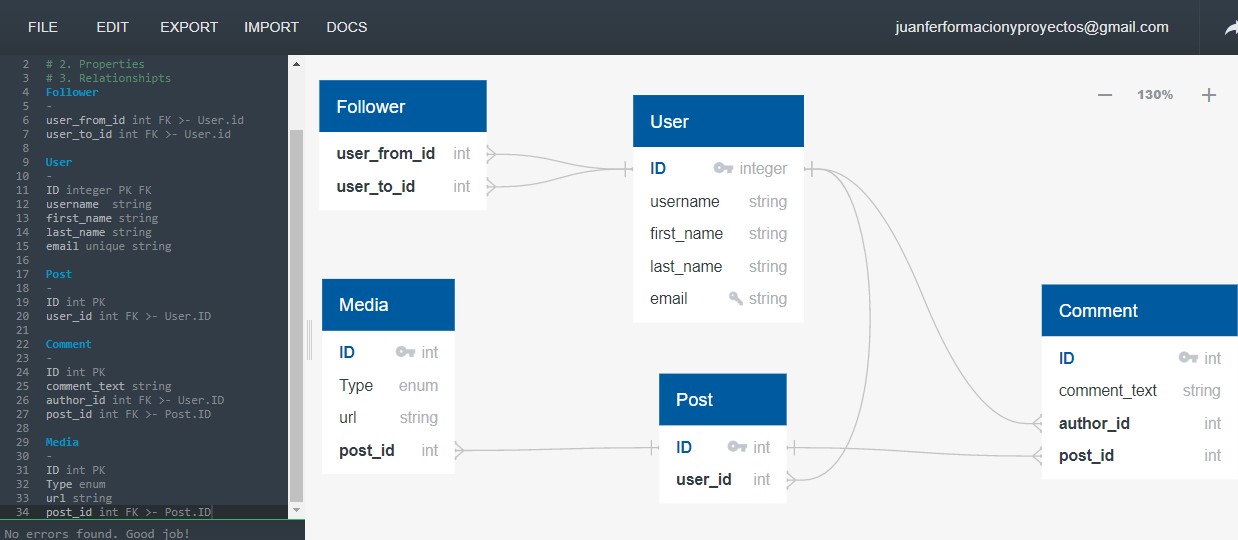 FILE EDIT EXPORT IMPORT DOCS juanferformacionyproyectos@gmail.com
2 # 2. Properties
3 # 3. Relationshipts
4 Follower
5 -
6 user_from_id int FK >- User.id
7 user_to_id int FK >- User.id
8
9 User
10 -
11 ID integer PK FK
12 username string
13 first_name string
14 last_name string
15 email unique string
16
17 Post
18 -
19 ID int PK
20 user_id int FK >- User.ID
21
22 Comment
23 -
24 ID int PK
25 comment_text string
26 author_id int FK >- User.ID
27 post_id int FK >- Post.ID
28
29 Media
30 -
31 ID int PK
32 Type enum
33 url string
34 post_id int FK >- Post.ID
No errors found. Good job!
130%
Follower
user_from_id int
user_to_id int
User
ID integer
username string
first_name string
last_name string
email string
Media
ID int
Type enum
url string
post_id int
Post
ID int
user_id int
Comment
ID int
comment_text string
author_id int
post_id int